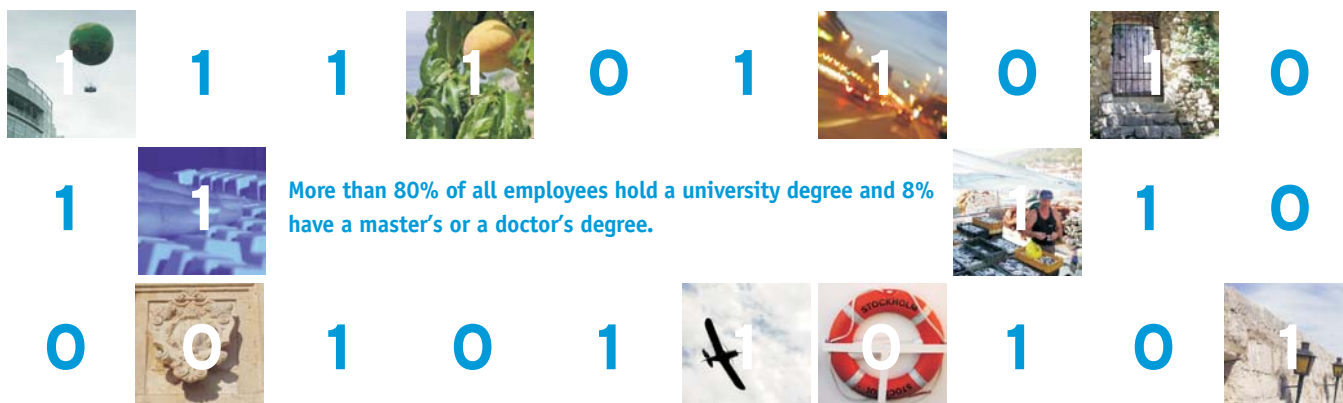 1 1 1 1 0 1 1 0 1 0
1 1 More than 80% of all employees hold a university degree and 8% 1 1 0
have a master's or a doctor's degree.
0 0 1 0 1 1 0 1 0 1
STOCKHOLM